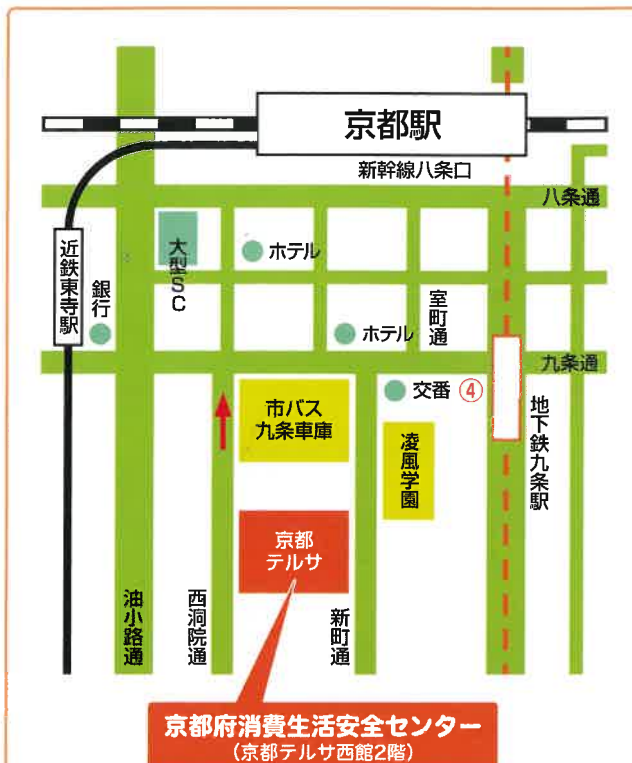 京都駅
新幹線八条口
八条通
近鉄東寺駅
銀行
大型SC
ホテル
室町通
ホテル
九条通
市バス
九条車庫
交番 ④
凌風学園
地下鉄九条駅
京都
テルサ
油小路通
西洞院通
新町通
京都府消費生活安全センター
(京都テルサ西館2階)